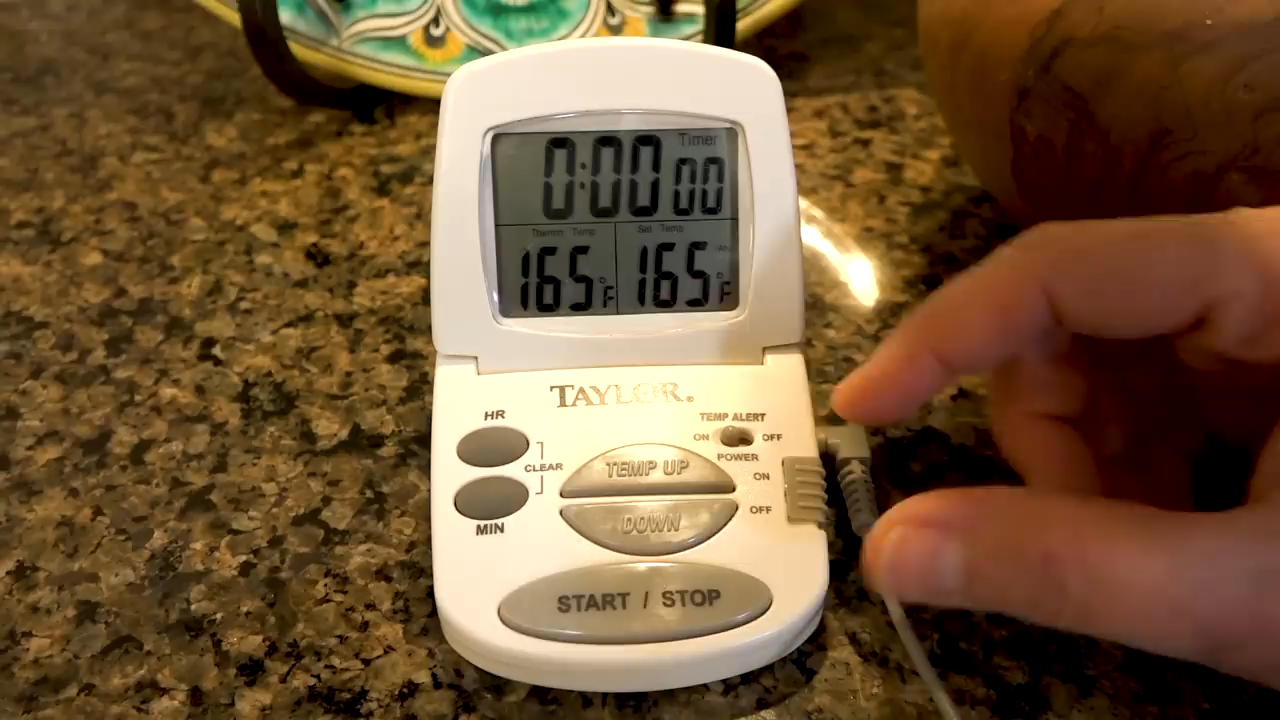 Timer
0:00 00
Therm Temp Set Temp
165°F 165°F
TAYLOR®
HR
TEMP ALERT
ON OFF
POWER
CLEAR
TEMP UP
ON
MIN
DOWN
OFF
START / STOP